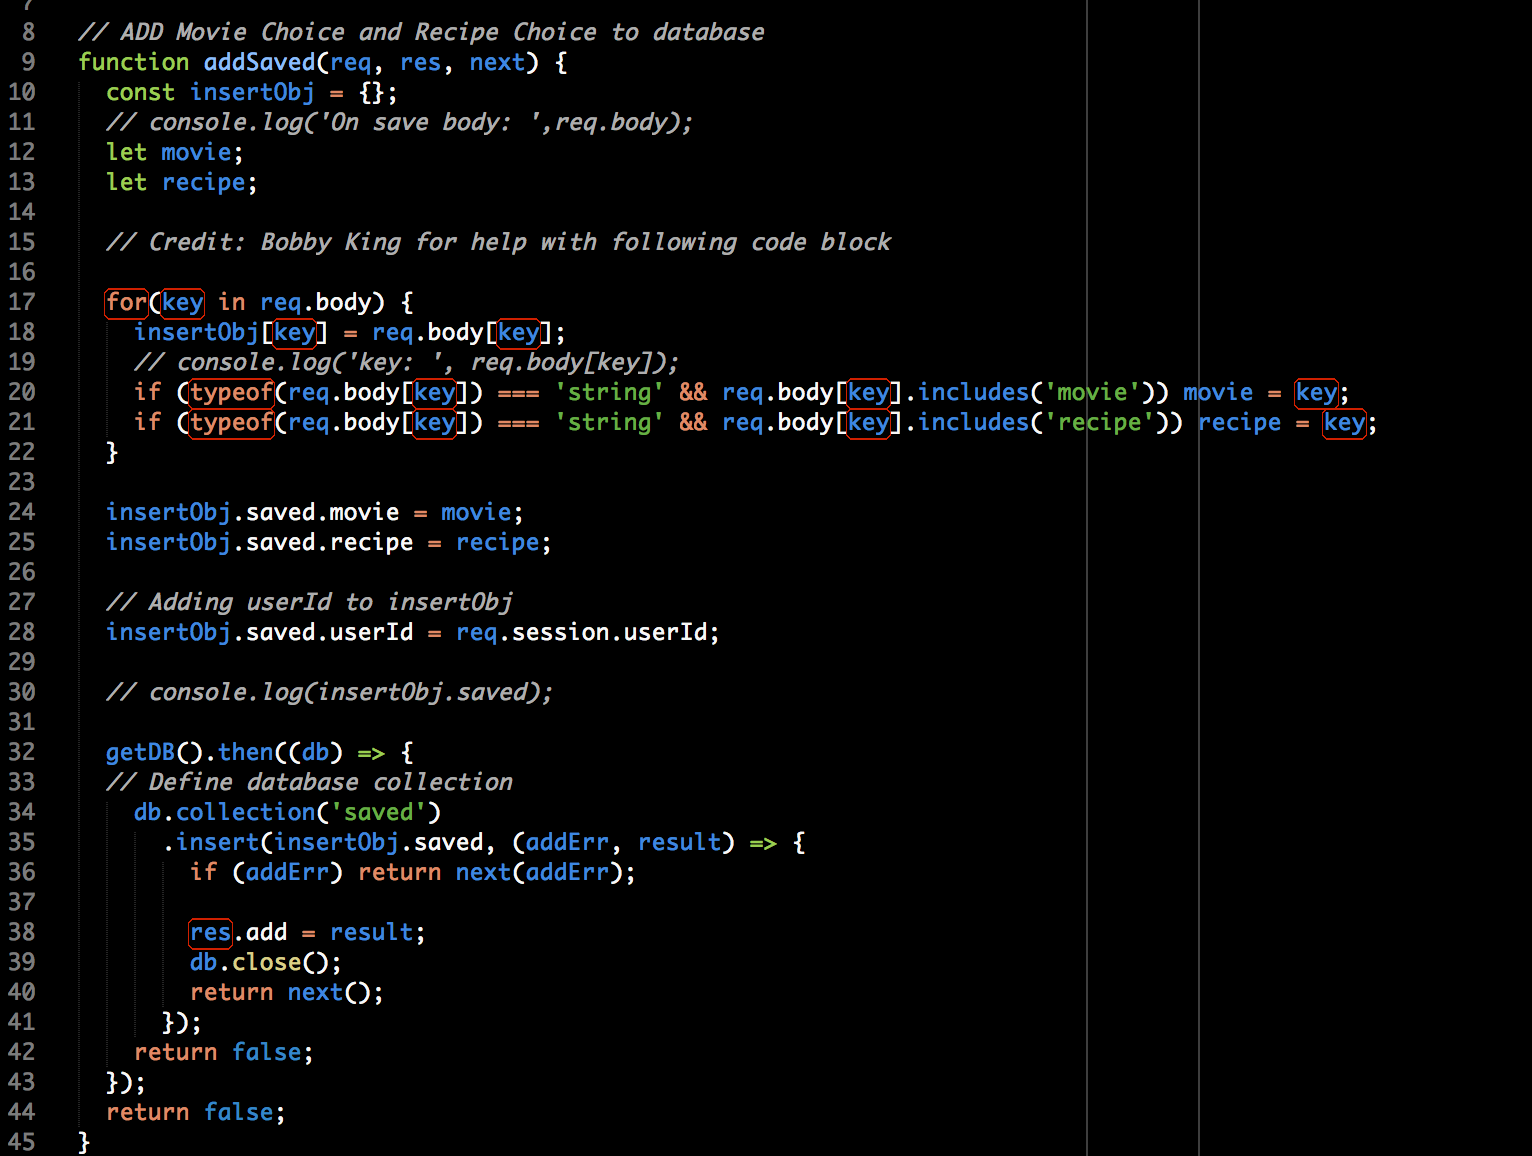 7
8 // ADD Movie Choice and Recipe Choice to database
9 function addSaved(req, res, next) {
10 const insertObj = {};
11 // console.log('On save body: ',req.body);
12 let movie;
13 let recipe;
14
15 // Credit: Bobby King for help with following code block
16
17 for(key in req.body) {
18 insertObj[key] = req.body[key];
19 // console.log('key: ', req.body[key]);
20 if (typeof(req.body[key]) === 'string' && req.body[key].includes('movie')) movie = key;
21 if (typeof(req.body[key]) === 'string' && req.body[key].includes('recipe')) recipe = key;
22 }
23
24 insertObj.saved.movie = movie;
25 insertObj.saved.recipe = recipe;
26
27 // Adding userId to insertObj
28 insertObj.saved.userId = req.session.userId;
29
30 // console.log(insertObj.saved);
31
32 getDB().then((db) => {
33 // Define database collection
34 db.collection('saved')
35 .insert(insertObj.saved, (addErr, result) => {
36 if (addErr) return next(addErr);
37
38 res.add = result;
39 db.close();
40 return next();
41 });
42 return false;
43 });
44 return false;
45 }